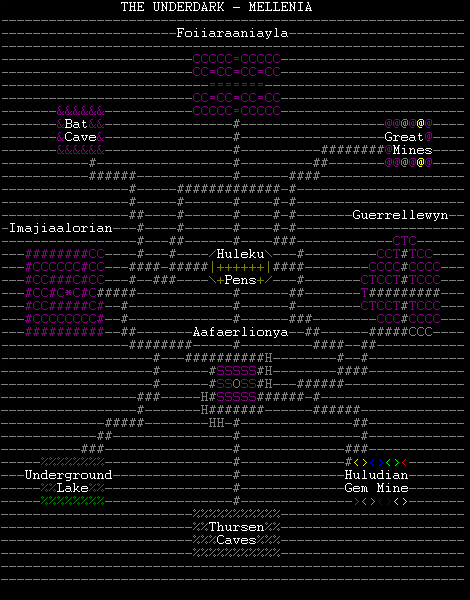 THE UNDERDARK - MELLENIA
Foiiaraaniayla
Bat
Cave
Great
Mines
Imajiaalorian
Guerrellewyn
Huleku
Pens
Aafaerlionya
Underground
Lake
Huludian
Gem Mine
Thursen
Caves